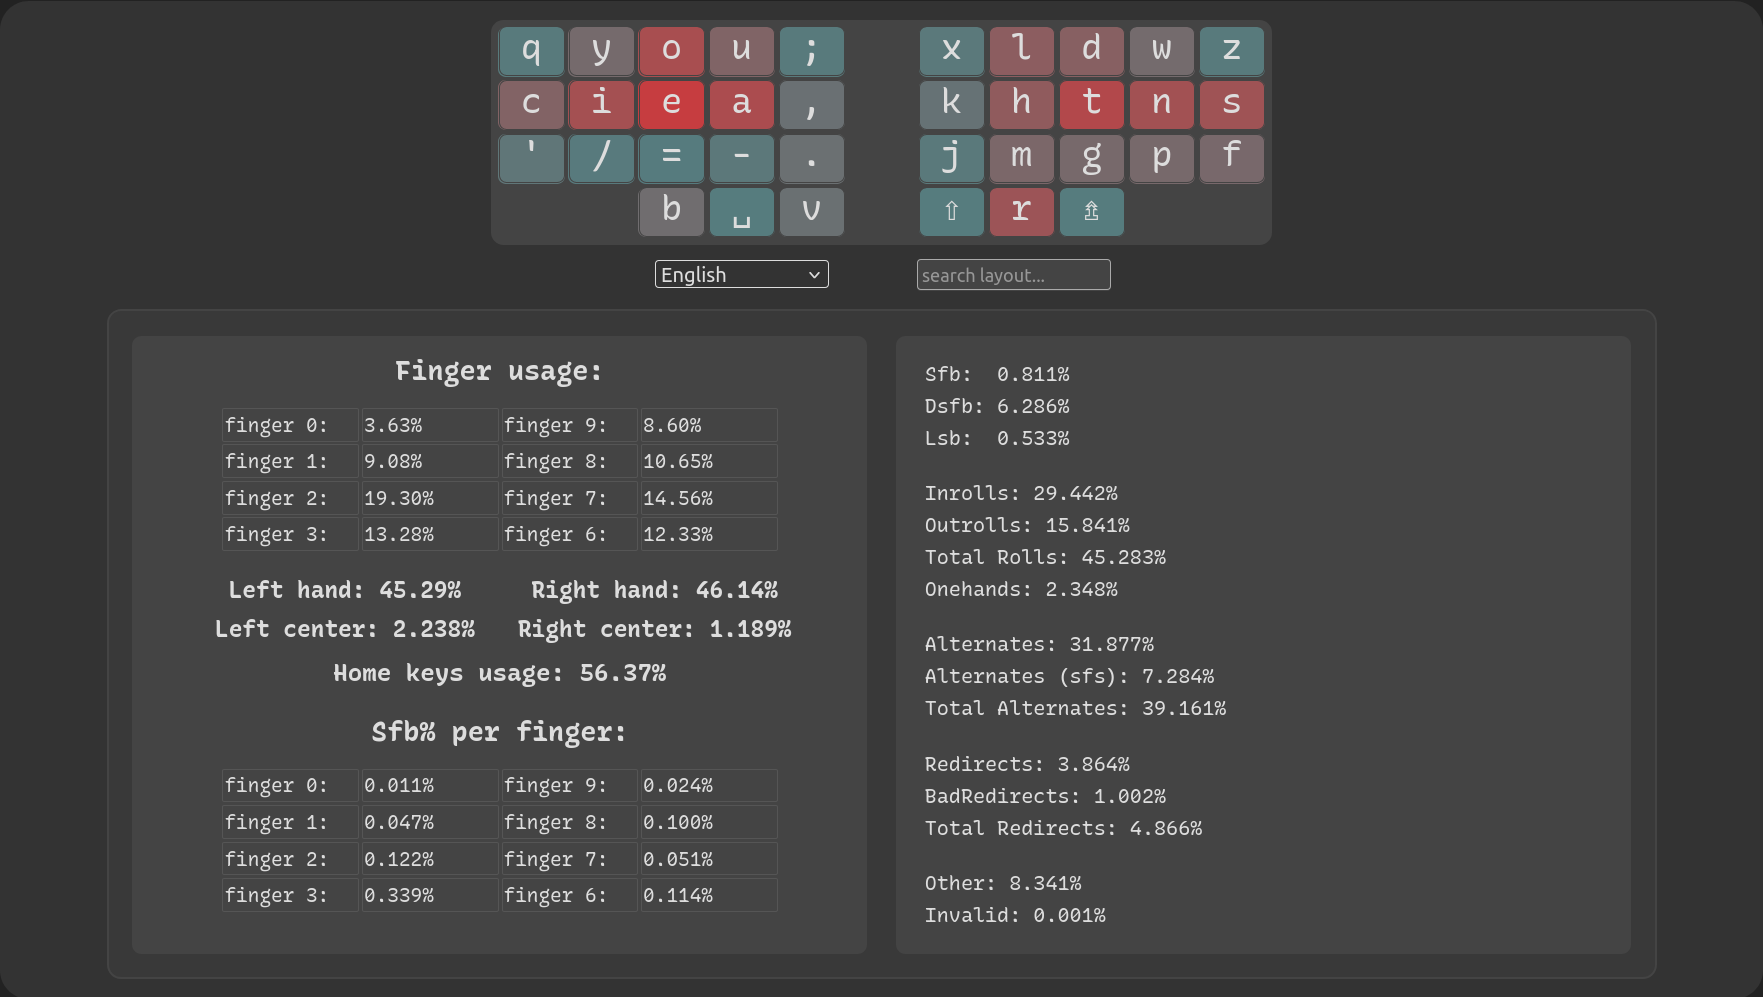 q y o u ; x l d w z
c i e a , k h t n s
' / = - . j m g p f
b ␣ v ⇧ r ⇯
English search layout...
Finger usage:
finger 0: 3.63% finger 9: 8.60%
finger 1: 9.08% finger 8: 10.65%
finger 2: 19.30% finger 7: 14.56%
finger 3: 13.28% finger 6: 12.33%
Left hand: 45.29% Right hand: 46.14%
Left center: 2.238% Right center: 1.189%
Home keys usage: 56.37%
Sfb% per finger:
finger 0: 0.011% finger 9: 0.024%
finger 1: 0.047% finger 8: 0.100%
finger 2: 0.122% finger 7: 0.051%
finger 3: 0.339% finger 6: 0.114%
Sfb: 0.811%
Dsfb: 6.286%
Lsb: 0.533%
Inrolls: 29.442%
Outrolls: 15.841%
Total Rolls: 45.283%
Onehands: 2.348%
Alternates: 31.877%
Alternates (sfs): 7.284%
Total Alternates: 39.161%
Redirects: 3.864%
BadRedirects: 1.002%
Total Redirects: 4.866%
Other: 8.341%
Invalid: 0.001%